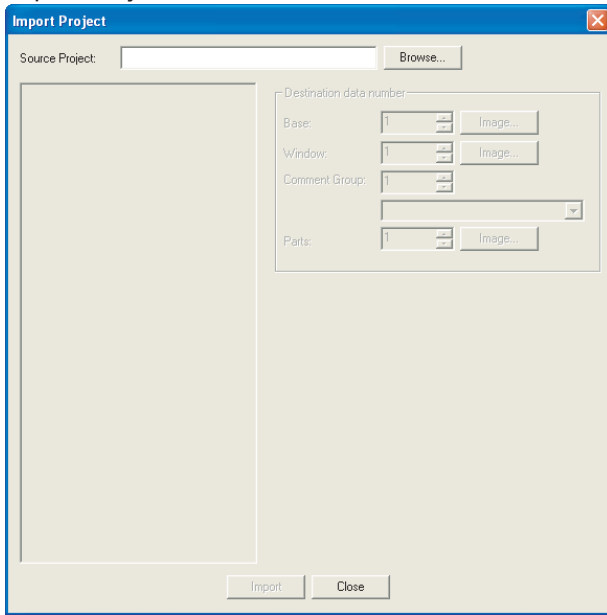 Import Project
Source Project:
Browse...
Destination data number
Base:
1
Image...
Window:
1
Image...
Comment Group:
1
Parts:
1
Image...
Import
Close